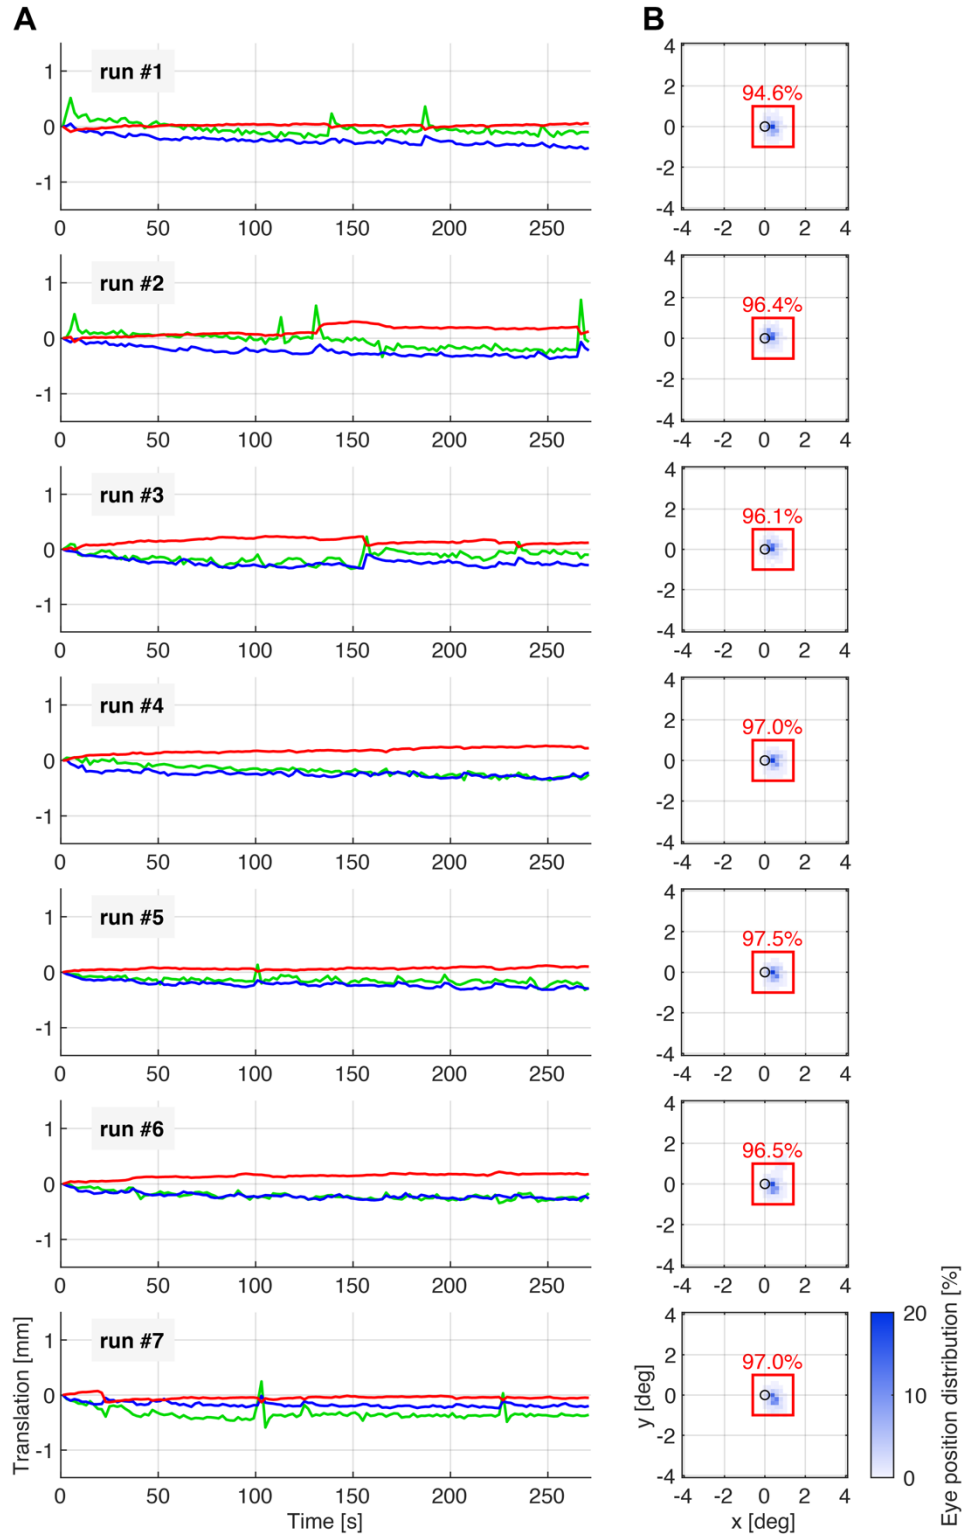 A
B
run #1
1
0
-1
0 50 100 150 200 250
94.6%
4
2
0
-2
-4
-4 -2 0 2 4
run #2
1
0
-1
0 50 100 150 200 250
96.4%
4
2
0
-2
-4
-4 -2 0 2 4
run #3
1
0
-1
0 50 100 150 200 250
96.1%
4
2
0
-2
-4
-4 -2 0 2 4
run #4
1
0
-1
0 50 100 150 200 250
97.0%
4
2
0
-2
-4
-4 -2 0 2 4
run #5
1
0
-1
0 50 100 150 200 250
97.5%
4
2
0
-2
-4
-4 -2 0 2 4
run #6
1
0
-1
0 50 100 150 200 250
96.5%
4
2
0
-2
-4
-4 -2 0 2 4
run #7
1
0
-1
Translation [mm]
0 50 100 150 200 250
Time [s]
97.0%
4
2
0
-2
-4
y [deg]
-4 -2 0 2 4
x [deg]
20
10
0
Eye position distribution [%]